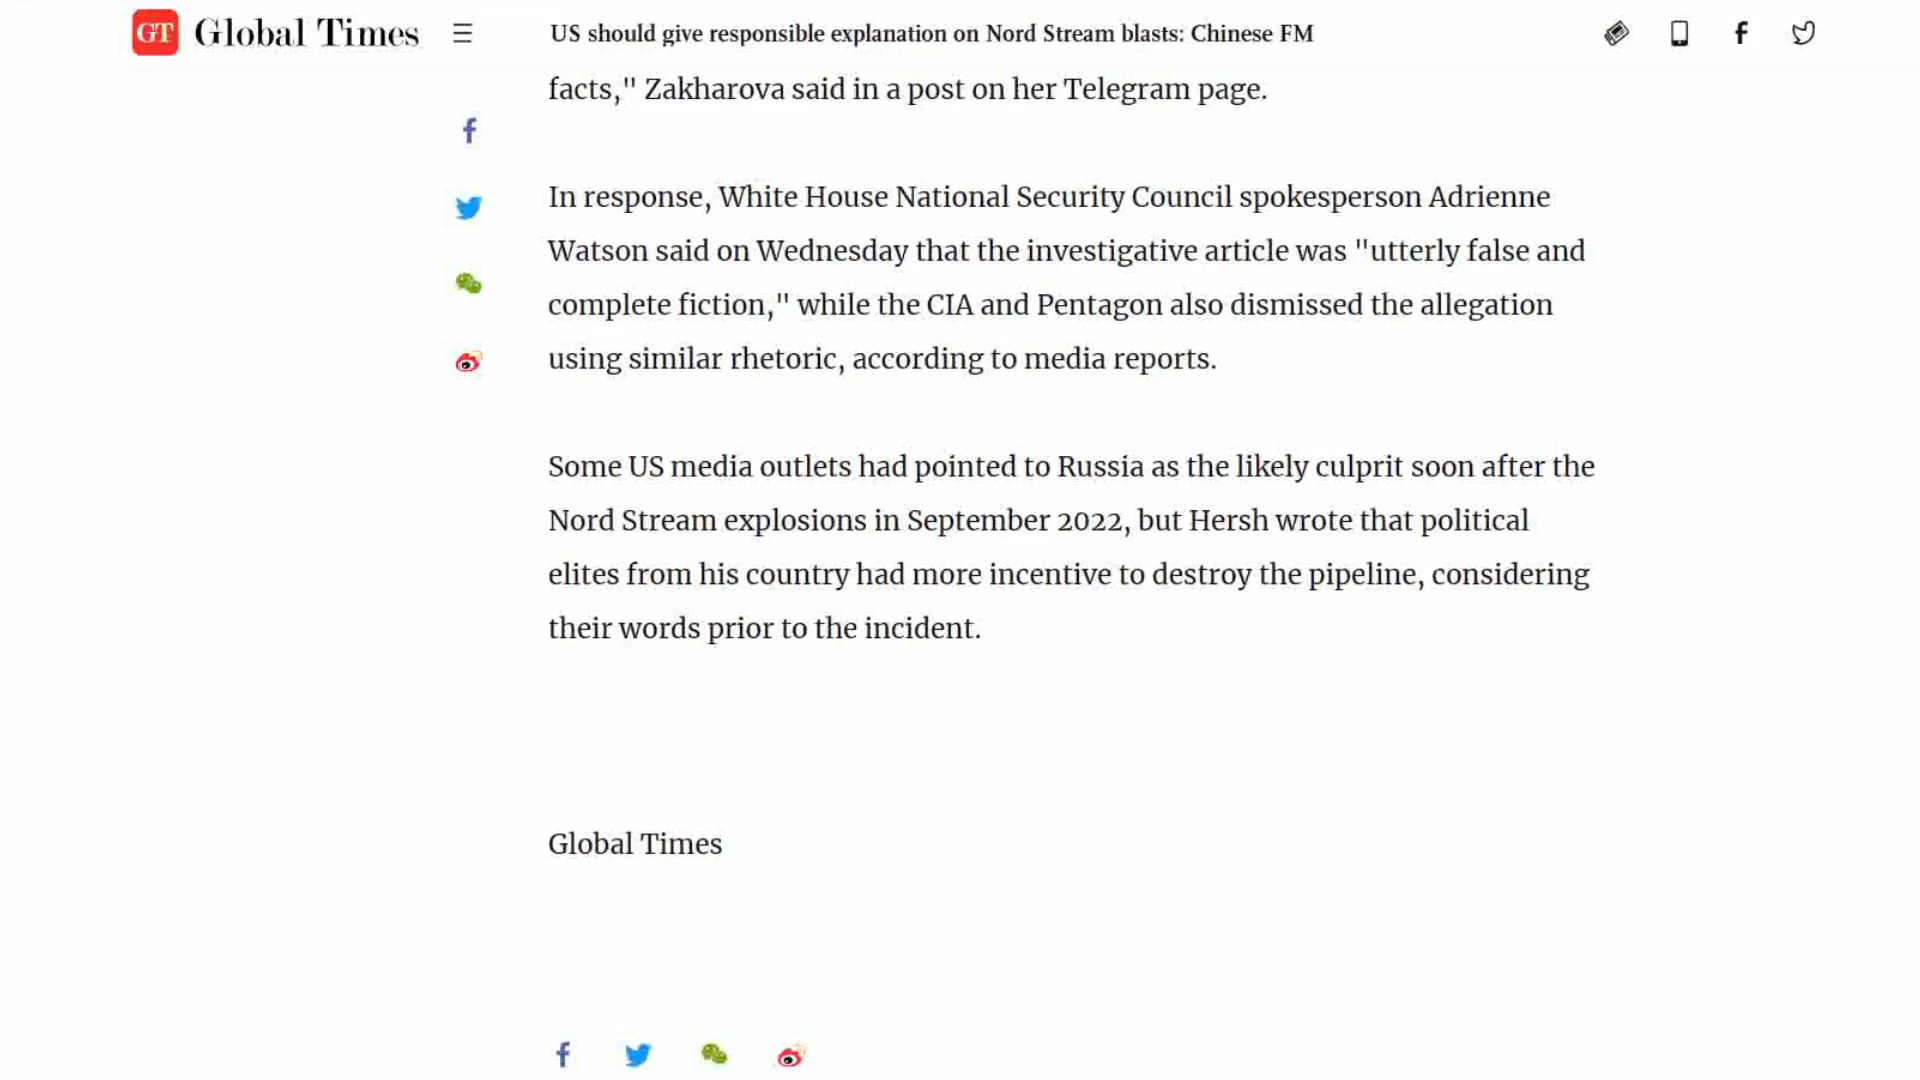 GT Global Times
US should give responsible explanation on Nord Stream blasts: Chinese FM
facts," Zakharova said in a post on her Telegram page.
In response, White House National Security Council spokesperson Adrienne
Watson said on Wednesday that the investigative article was "utterly false and
complete fiction," while the CIA and Pentagon also dismissed the allegation
using similar rhetoric, according to media reports.
Some US media outlets had pointed to Russia as the likely culprit soon after the
Nord Stream explosions in September 2022, but Hersh wrote that political
elites from his country had more incentive to destroy the pipeline, considering
their words prior to the incident.
Global Times